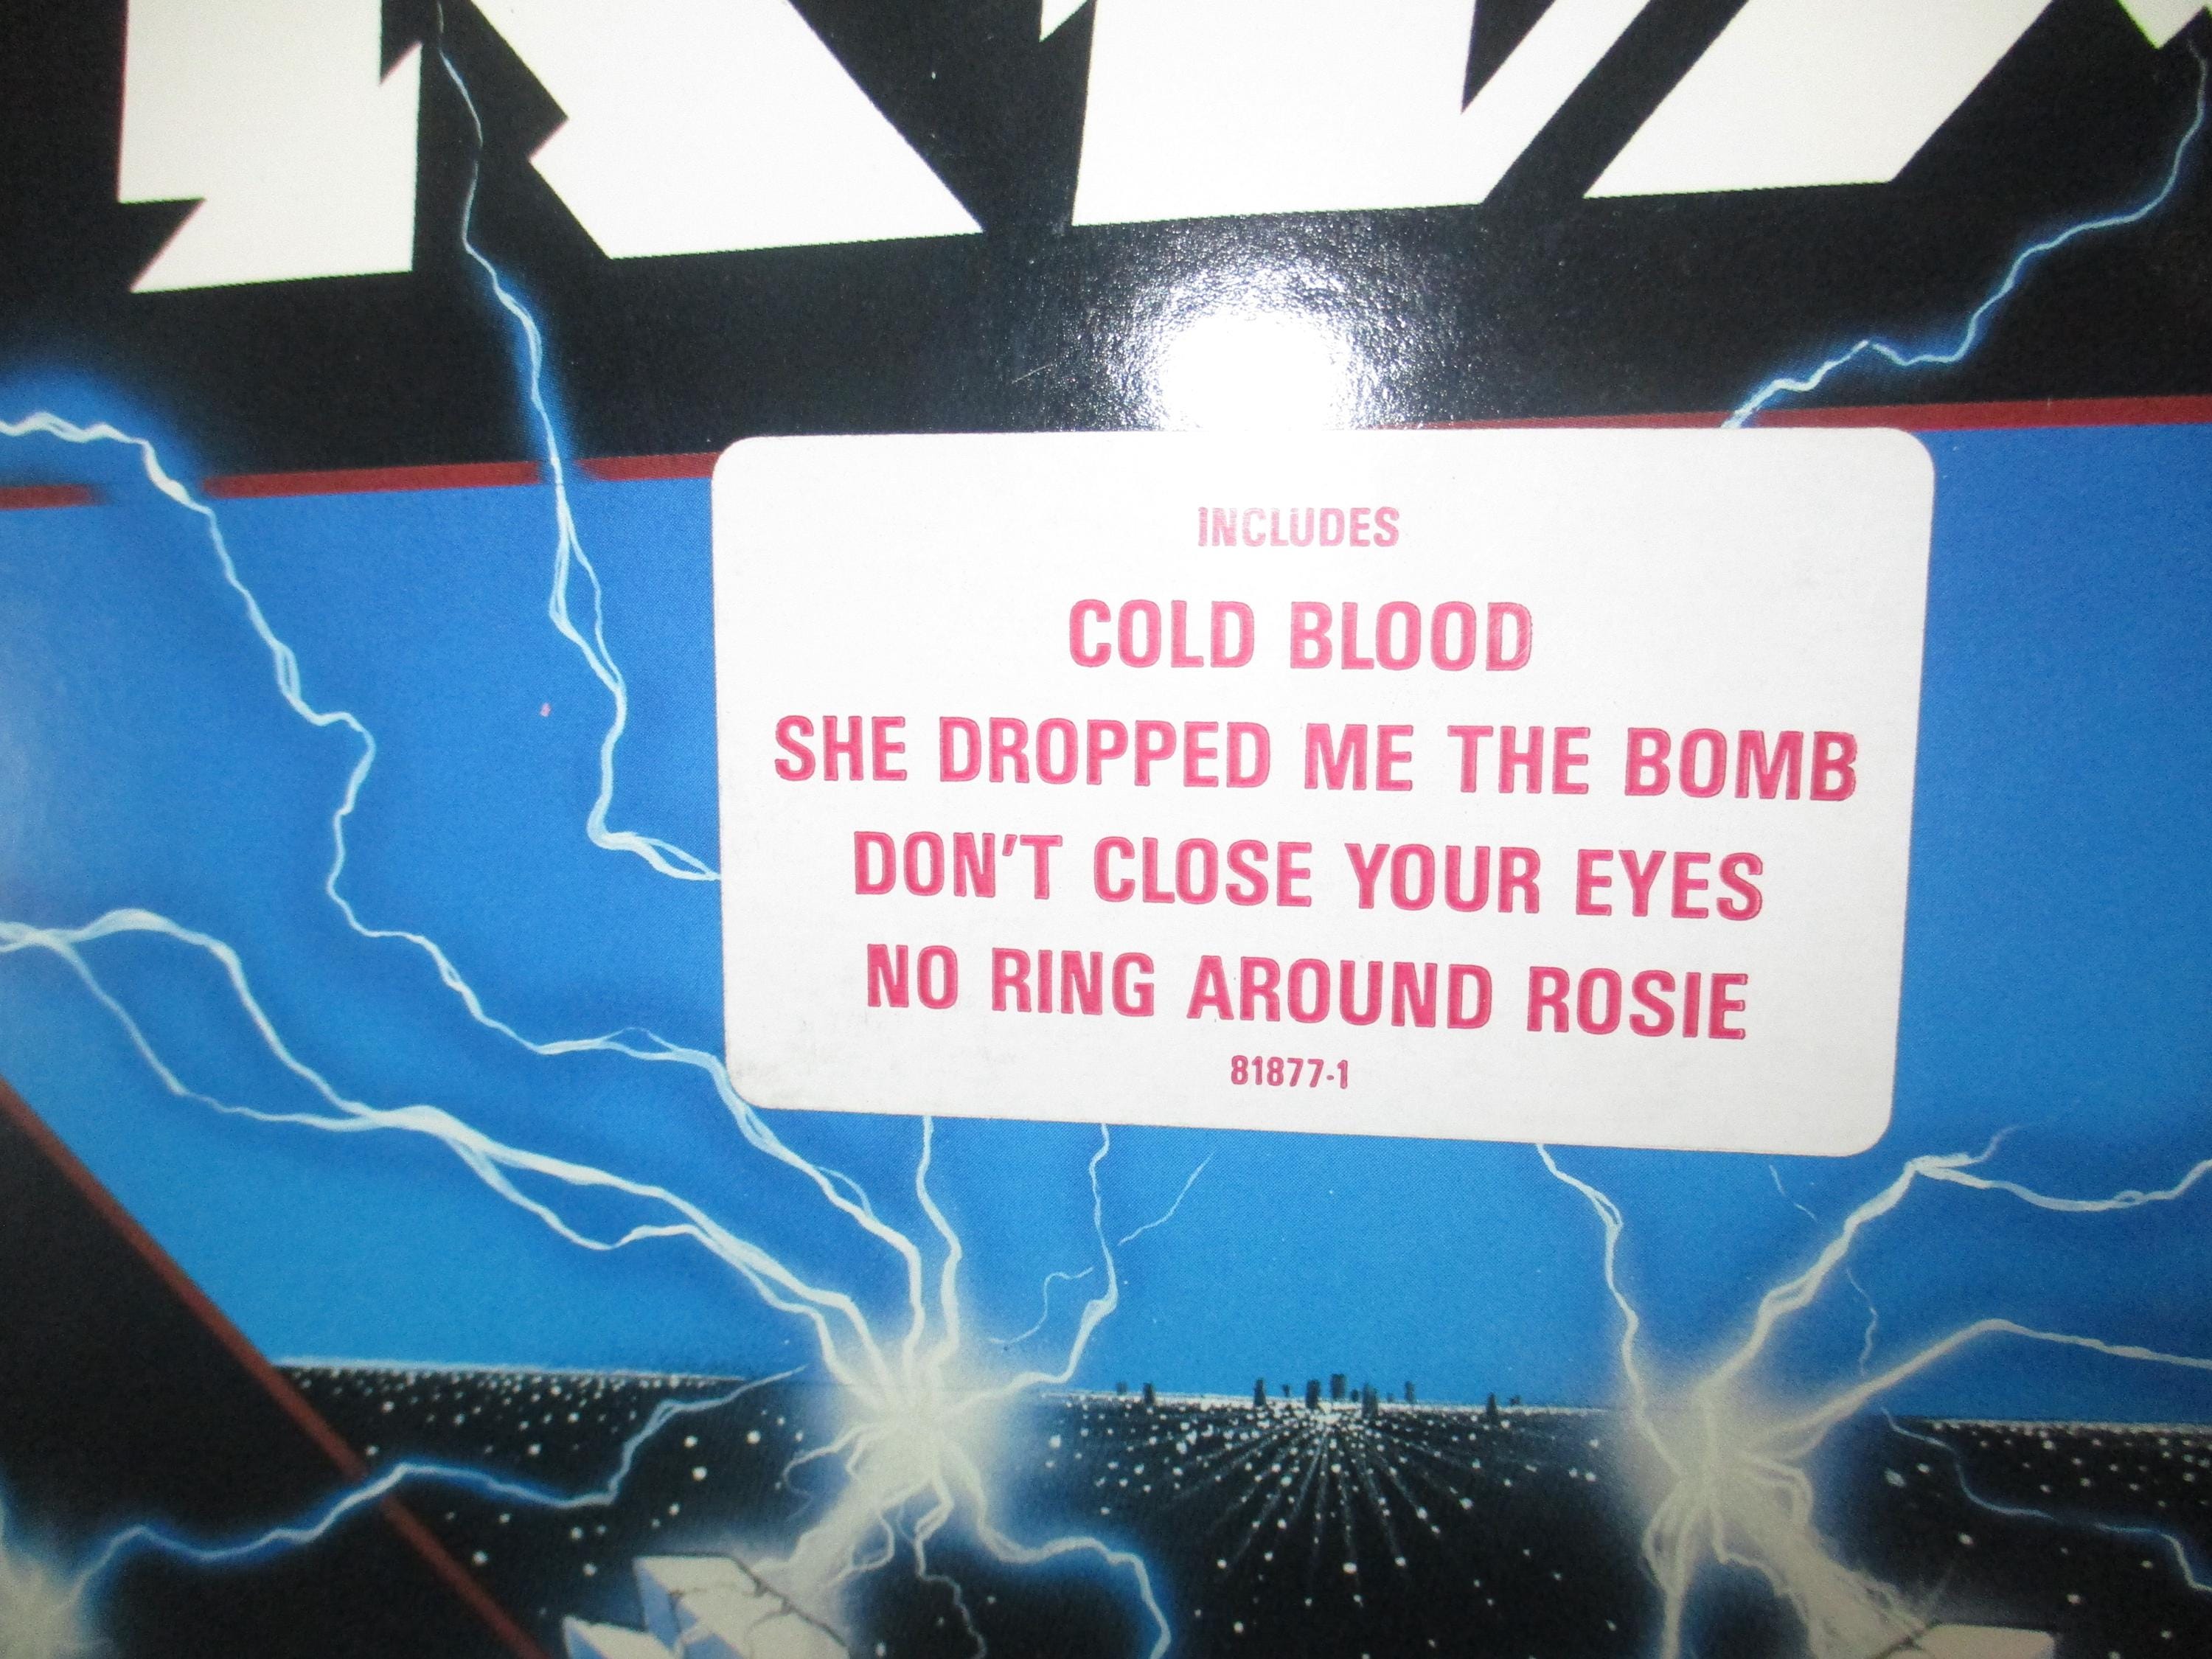 INCLUDES
COLD BLOOD
SHE DROPPED ME THE BOMB
DON'T CLOSE YOUR EYES
NO RING AROUND ROSIE
81877-1